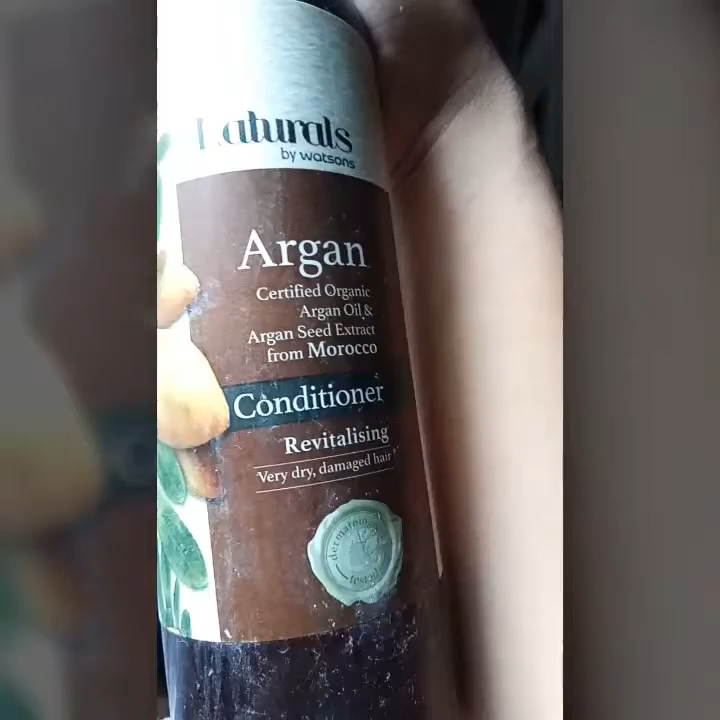 Naturals
by watsons
Argan
Certified Organic
Argan Oil &
Argan Seed Extract
from Morocco
Conditioner
Revitalising
Very dry, damaged hair
tested